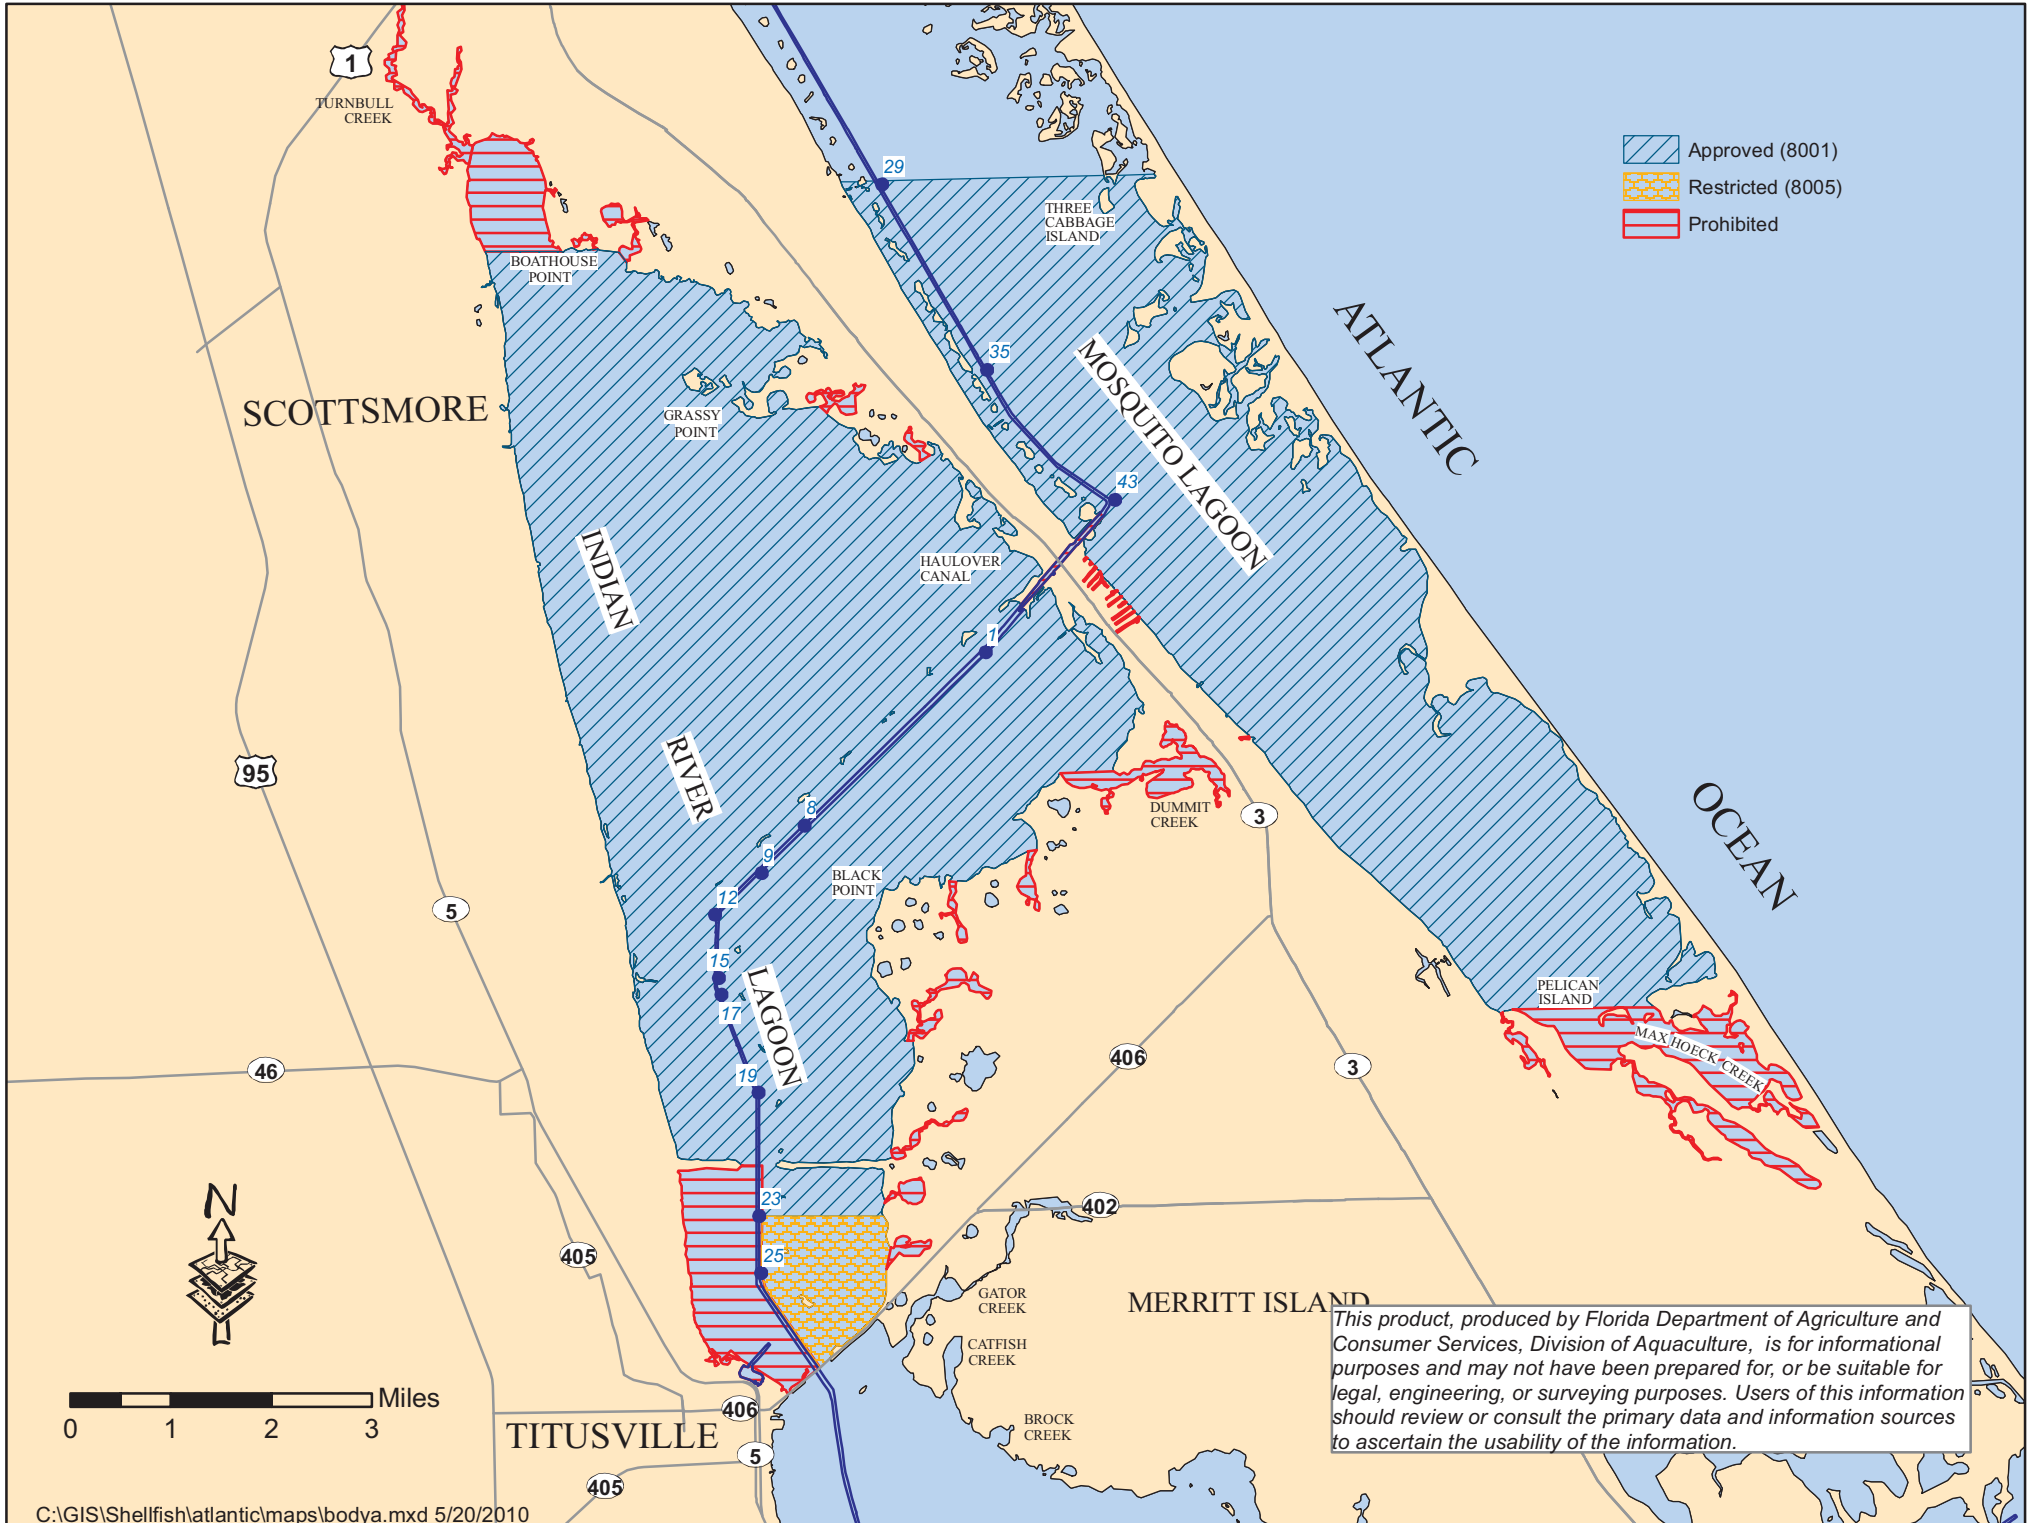 1
TURNBULL
CREEK
29
Approved (8001)
Restricted (8005)
Prohibited
THREE
CABBAGE
ISLAND
BOATHOUSE
POINT
ATLANTIC
35
MOSQUITO LAGOON
SCOTTSMORE
GRASSY
POINT
43
INDIAN
HAULOVER
CANAL
1
RIVER
95
8
DUMMIT
CREEK
3
OCEAN
9
BLACK
POINT
12
5
15
LAGOON
17
PELICAN
ISLAND
MAX HOECK CREEK
46
19
406
3
23
402
405
25
GATOR
CREEK
MERRITT ISLAND
CATFISH
CREEK
This product, produced by Florida Department of Agriculture and
Consumer Services, Division of Aquaculture, is for informational
purposes and may not have been prepared for, or be suitable for
legal, engineering, or surveying purposes. Users of this information
should review or consult the primary data and information sources
to ascertain the usability of the information.
N
Miles
0 1 2 3
406
TITUSVILLE
BROCK
CREEK
5
405
C:\GIS\Shellfish\atlantic\maps\bodya.mxd 5/20/2010